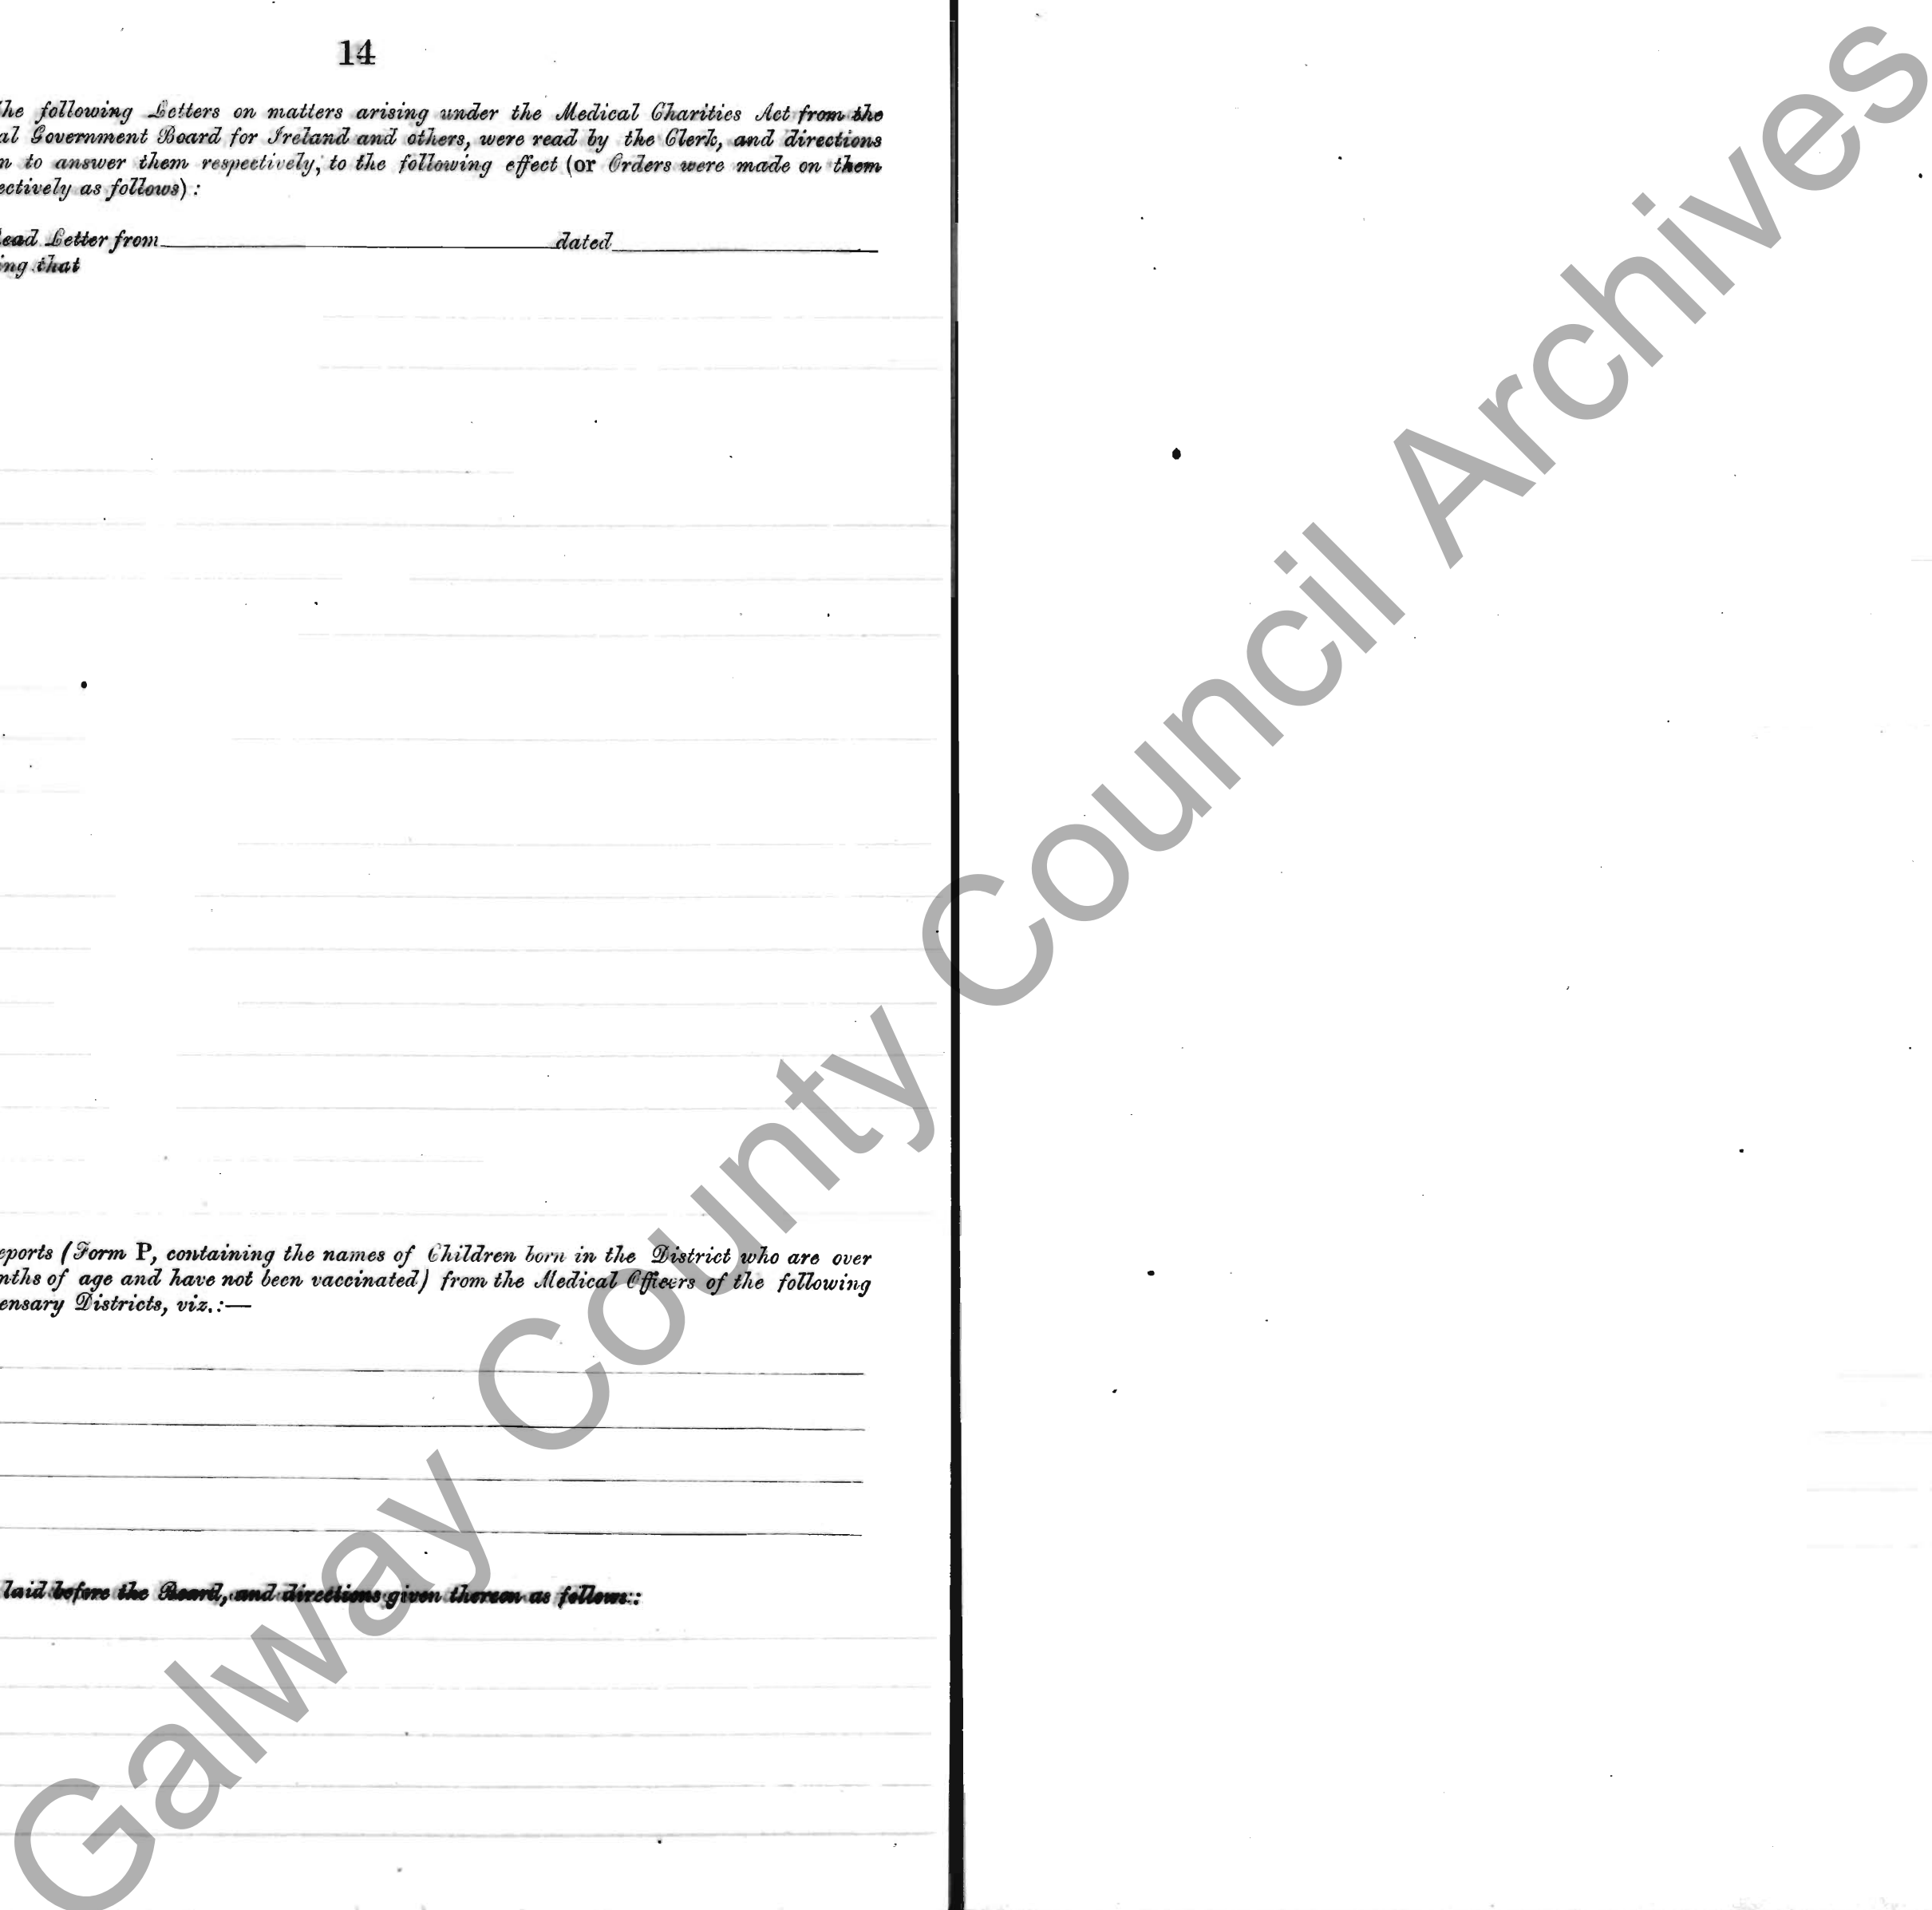 14
he following Letters on matters arising under the Medical Charities Act from the
al Government Board for Ireland and others, were read by the Clerk, and directions
n to answer them respectively, to the following effect (or Orders were made on them
ectively as follows) :
ead Letter from dated
ing that
eports (Form P, containing the names of Children born in the District who are over
nths of age and have not been vaccinated) from the Medical Officers of the following
ensary Districts, viz.:—
laid before the Board, and directions given thereon as follows:
Galway County Council Archives